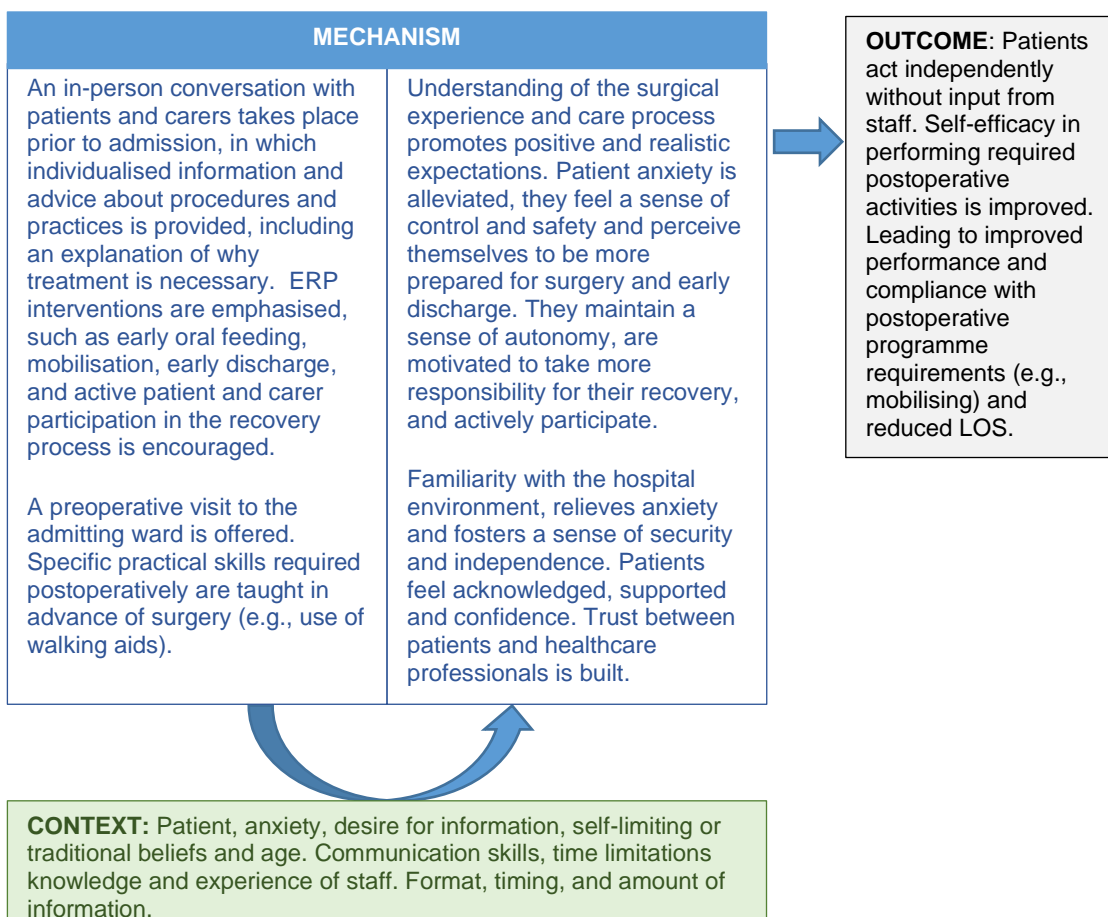 MECHANISM
An in-person conversation with
patients and carers takes place
prior to admission, in which
individualised information and
advice about procedures and
practices is provided, including
an explanation of why
treatment is necessary.  ERP
interventions are emphasised,
such as early oral feeding,
mobilisation, early discharge,
and active patient and carer
participation in the recovery
process is encouraged.
A preoperative visit to the
admitting ward is offered.
Specific practical skills required
postoperatively are taught in
advance of surgery (e.g., use of
walking aids).
Understanding of the surgical
experience and care process
promotes positive and realistic
expectations. Patient anxiety is
alleviated, they feel a sense of
control and safety and perceive
themselves to be more
prepared for surgery and early
discharge. They maintain a
sense of autonomy, are
motivated to take more
responsibility for their recovery,
and actively participate.
Familiarity with the hospital
environment, relieves anxiety
and fosters a sense of security
and independence. Patients
feel acknowledged, supported
and confidence. Trust between
patients and healthcare
professionals is built.
OUTCOME: Patients
act independently
without input from
staff. Self-efficacy in
performing required
postoperative
activities is improved.
Leading to improved
performance and
compliance with
postoperative
programme
requirements (e.g.,
mobilising) and
reduced LOS.
CONTEXT: Patient, anxiety, desire for information, self-limiting or
traditional beliefs and age. Communication skills, time limitations
knowledge and experience of staff. Format, timing, and amount of
information.